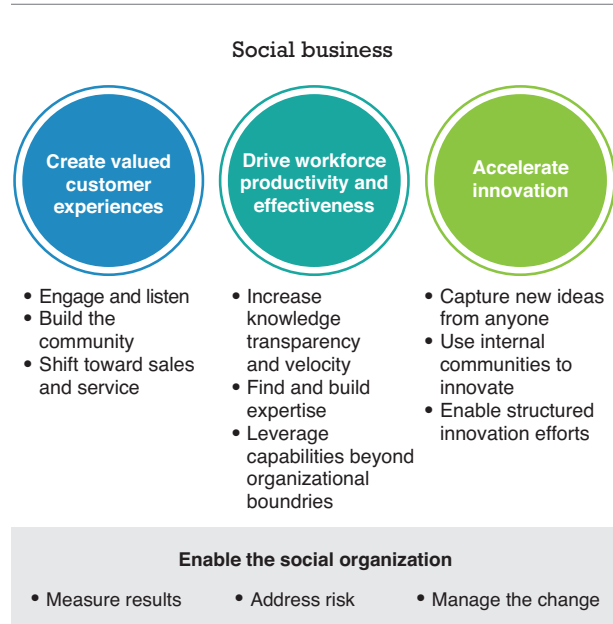 Social business
Create valued
customer
experiences
Drive workforce
productivity and
effectiveness
Accelerate
innovation
• Engage and listen
• Build the
community
• Shift toward sales
and service
• Increase
knowledge
transparency
and velocity
• Find and build
expertise
• Leverage
capabilities beyond
organizational
boundries
• Capture new ideas
from anyone
• Use internal
communities to
innovate
• Enable structured
innovation efforts
Enable the social organization
• Measure results • Address risk • Manage the change